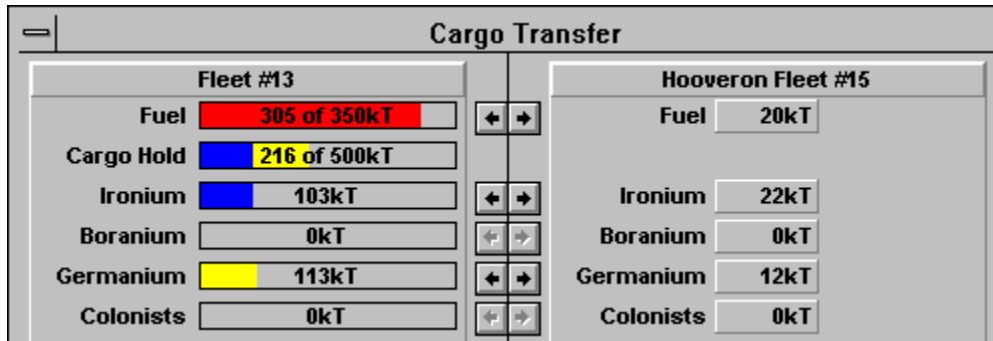 Cargo Transfer
Fleet #13
Hooveron Fleet #15
Fuel 305 of 350kT Fuel 20kT
Cargo Hold 216 of 500kT
Ironium 103kT Ironium 22kT
Boranium 0kT Boranium 0kT
Germanium 113kT Germanium 12kT
Colonists 0kT Colonists 0kT